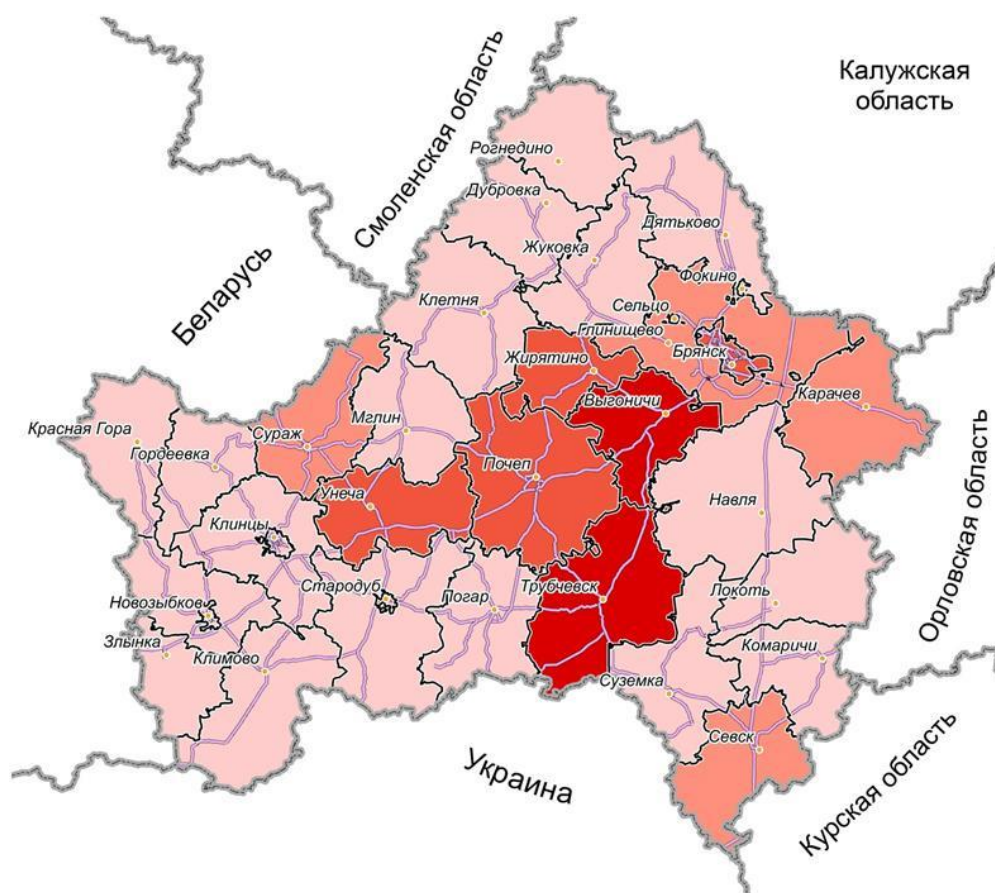 Калужская
область
Смоленская область
Беларусь
Рогнедино
Дубровка
Дятьково
Жуковка
Фокино
Клетня
Сельцо
Глинищево
Жирятино
Брянск
Карачев
Выгоничи
Мглин
Красная Гора
Сураж
Гордеевка
Почеп
Унеча
Навля
Клинцы
Орловская область
Стародуб
Трубчевск
Погар
Локоть
Новозыбков
Злынка
Климово
Комаричи
Суземка
Севск
Украина
Курская область